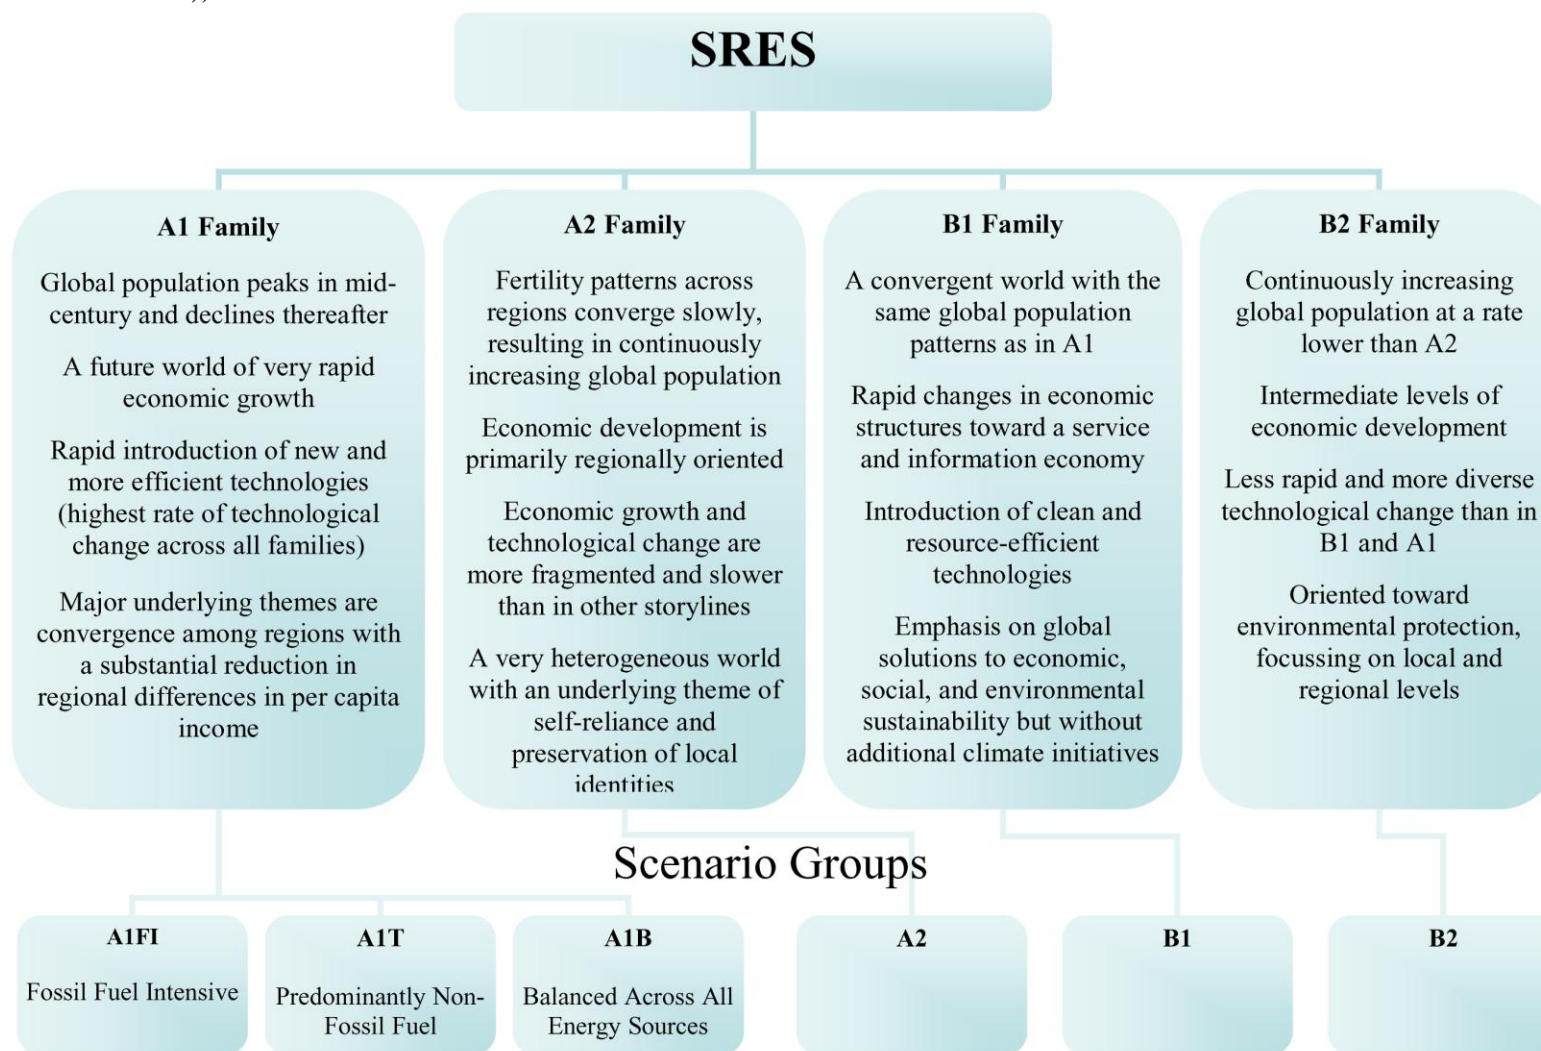 SRES
A1 Family
Global population peaks in mid-
century and declines thereafter
A future world of very rapid
economic growth
Rapid introduction of new and
more efficient technologies
(highest rate of technological
change across all families)
Major underlying themes are
convergence among regions with
a substantial reduction in
regional differences in per capita
income
A2 Family
Fertility patterns across
regions converge slowly,
resulting in continuously
increasing global population
Economic development is
primarily regionally oriented
Economic growth and
technological change are
more fragmented and slower
than in other storylines
A very heterogeneous world
with an underlying theme of
self-reliance and
preservation of local
identities
B1 Family
A convergent world with the
same global population
patterns as in A1
Rapid changes in economic
structures toward a service
and information economy
Introduction of clean and
resource-efficient
technologies
Emphasis on global
solutions to economic,
social, and environmental
sustainability but without
additional climate initiatives
B2 Family
Continuously increasing
global population at a rate
lower than A2
Intermediate levels of
economic development
Less rapid and more diverse
technological change than in
B1 and A1
Oriented toward
environmental protection,
focussing on local and
regional levels
Scenario Groups
A1FI
Fossil Fuel Intensive
A1T
Predominantly Non-
Fossil Fuel
A1B
Balanced Across All
Energy Sources
A2
B1
B2